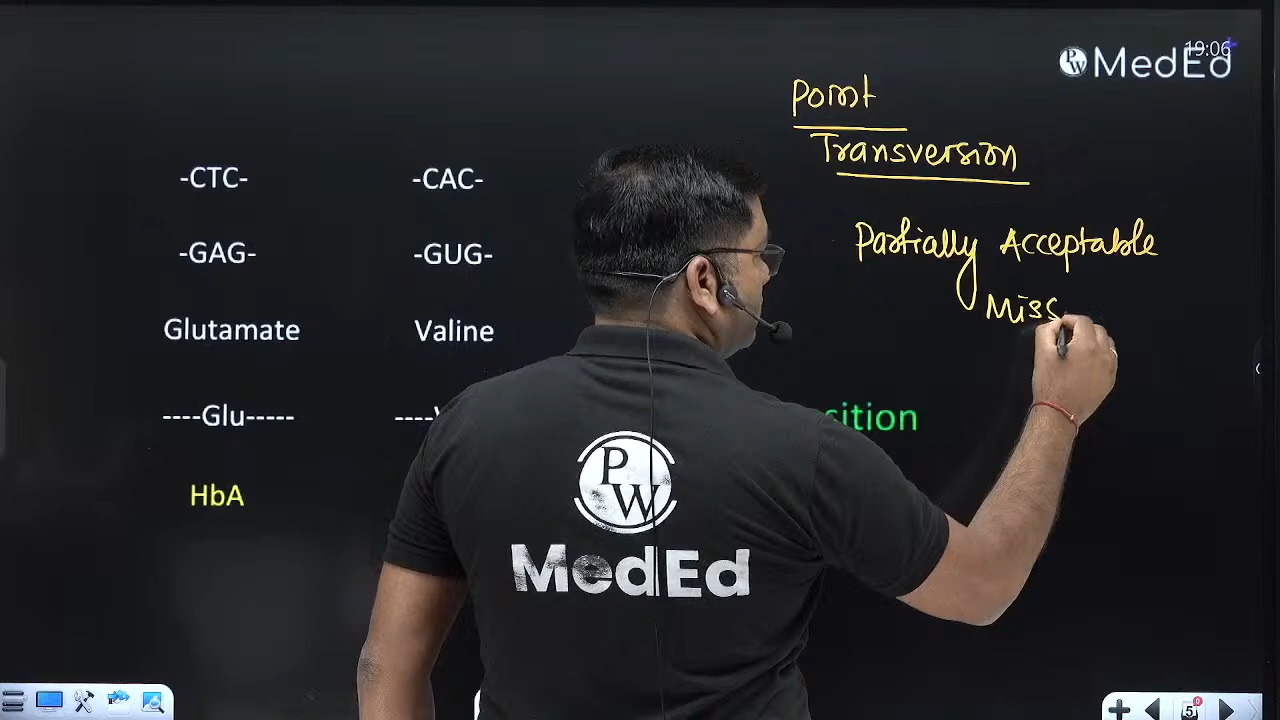 19:06
PW MedEd
Point
Transversion
-CTC- -CAC-
-GAG- -GUG-
Partially Acceptable
Miss
Glutamate Valine
----Glu----- ----
sition
HbA
PW
MedEd